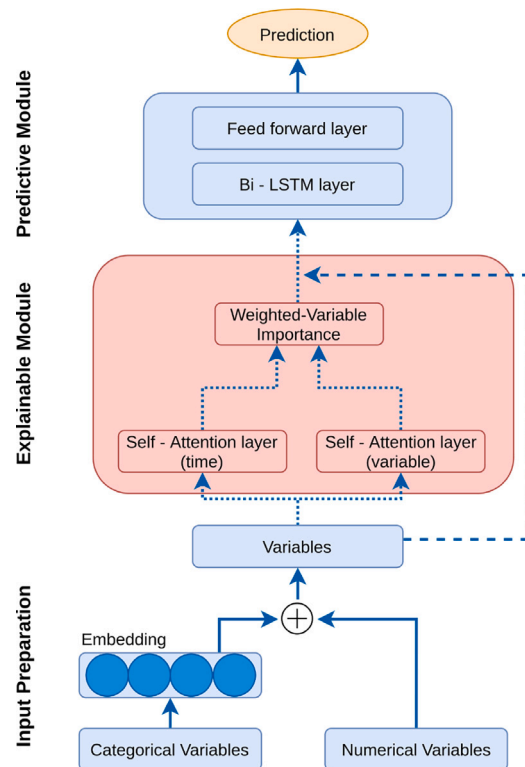 Prediction
Predictive Module
Feed forward layer
Bi - LSTM layer
Explainable Module
Weighted-Variable
Importance
Self - Attention layer
(time)
Self - Attention layer
(variable)
Variables
Input Preparation
Embedding
Categorical Variables
Numerical Variables